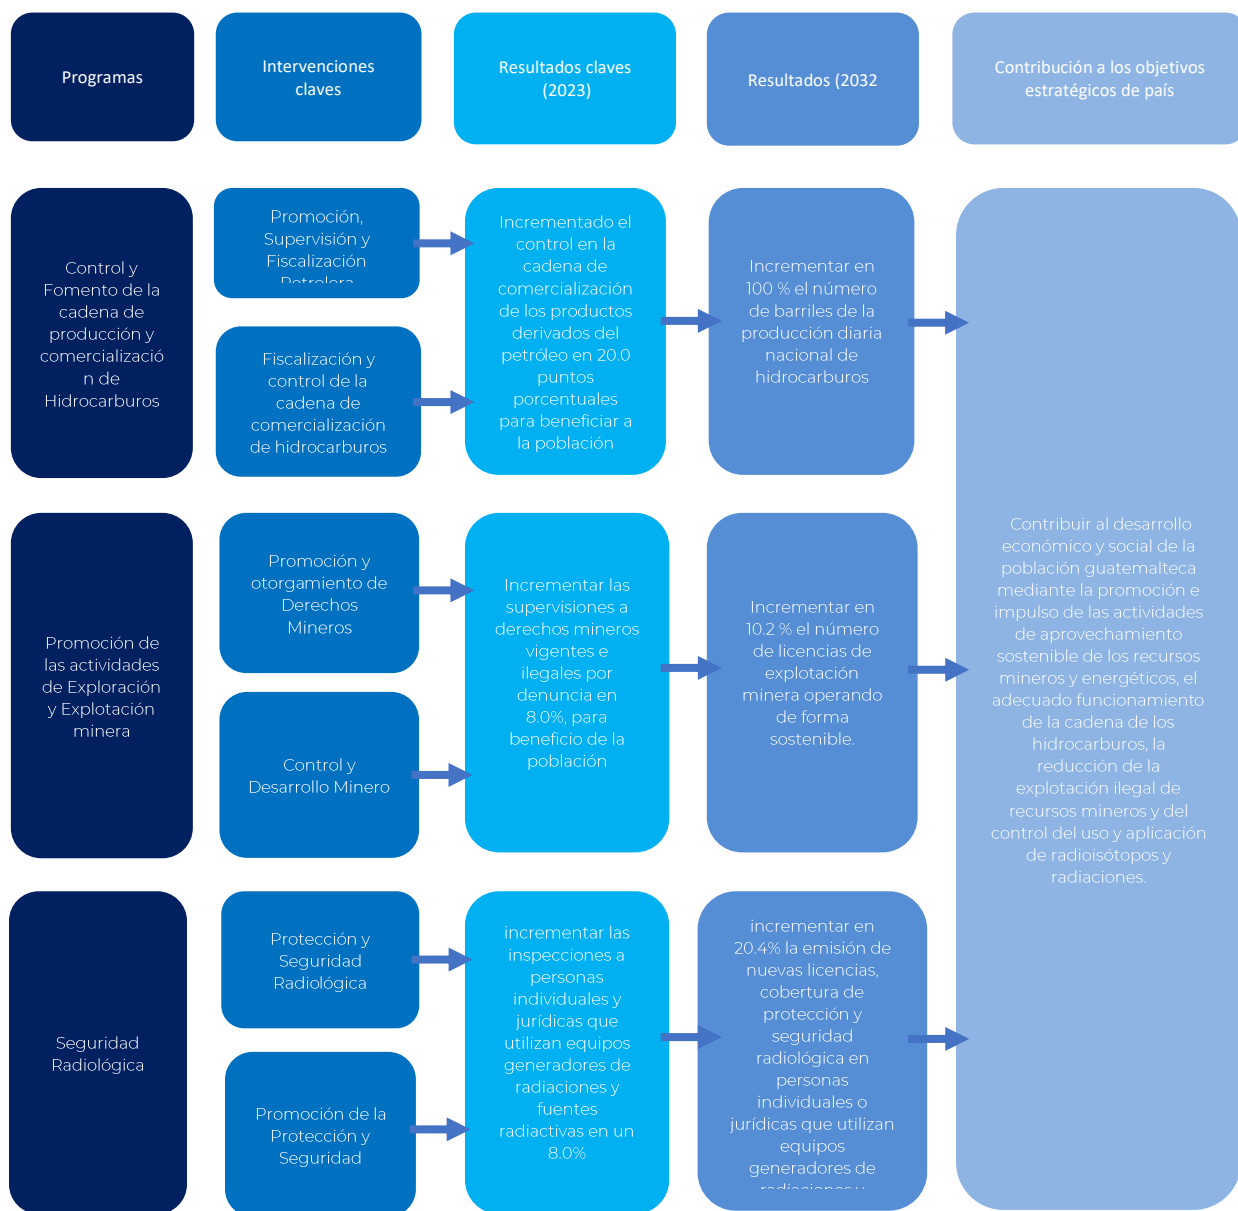 Programas
Intervenciones
claves
Resultados claves
(2023)
Resultados (2032
Contribución a los objetivos
estratégicos de país
Control y
Fomento de la
cadena de
producción y
comercializació
n de
Hidrocarburos
Promoción,
Supervisión y
Fiscalización
Petrolera
Fiscalización y
control de la
cadena de
comercialización
de hidrocarburos
Incrementado el
control en la
cadena de
comercialización
de los productos
derivados del
petróleo en 20.0
puntos
porcentuales
para beneficiar a
la población
Incrementar en
100 % el número
de barriles de la
producción diaria
nacional de
hidrocarburos
Promoción de
las actividades
de Exploración
y Explotación
minera
Promoción y
otorgamiento de
Derechos
Mineros
Control y
Desarrollo Minero
Incrementar las
supervisiones a
derechos mineros
vigentes e
ilegales por
denuncia en
8.0%, para
beneficio de la
población
Incrementar en
10.2 % el número
de licencias de
explotación
minera operando
de forma
sostenible.
Contribuir al desarrollo
económico y social de la
población guatemalteca
mediante la promoción e
impulso de las actividades
de aprovechamiento
sostenible de los recursos
mineros y energéticos, el
adecuado funcionamiento
de la cadena de los
hidrocarburos, la
reducción de la
explotación ilegal de
recursos mineros y del
control del uso y aplicación
de radioisótopos y
radiaciones.
Seguridad
Radiológica
Protección y
Seguridad
Radiológica
Promoción de la
Protección y
Seguridad
incrementar las
inspecciones a
personas
individuales y
jurídicas que
utilizan equipos
generadores de
radiaciones y
fuentes
radiactivas en un
8.0%
incrementar en
20.4% la emisión de
nuevas licencias,
cobertura de
protección y
seguridad
radiológica en
personas
individuales o
jurídicas que utilizan
equipos
generadores de
radiaciones y